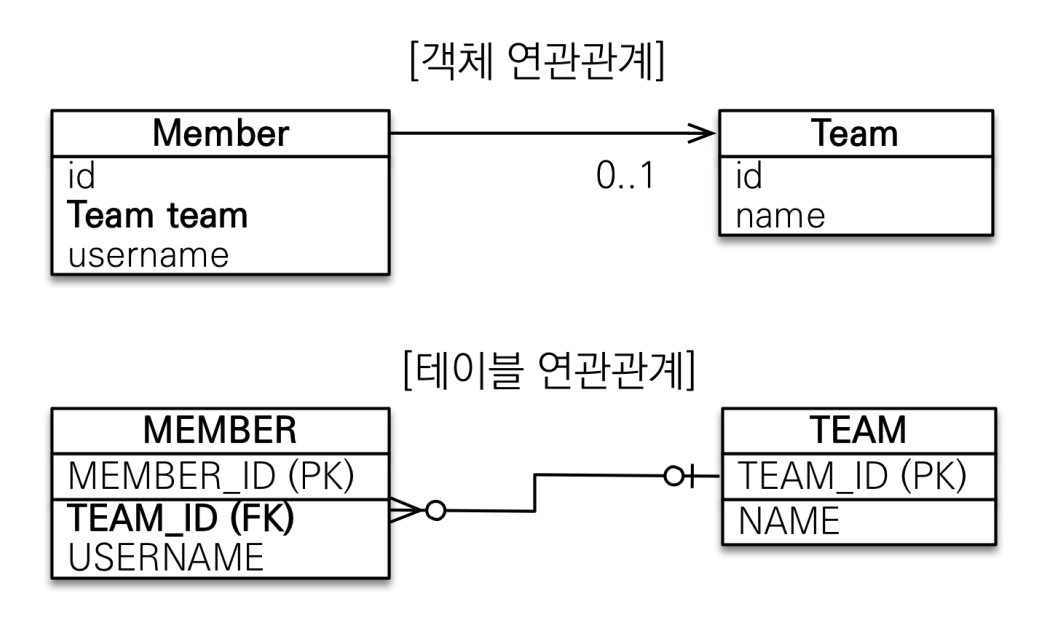 [객체 연관관계]
Member
id
Team team
username
0..1
Team
id
name
[테이블 연관관계]
MEMBER
MEMBER_ID (PK)
TEAM_ID (FK)
USERNAME
TEAM
TEAM_ID (PK)
NAME